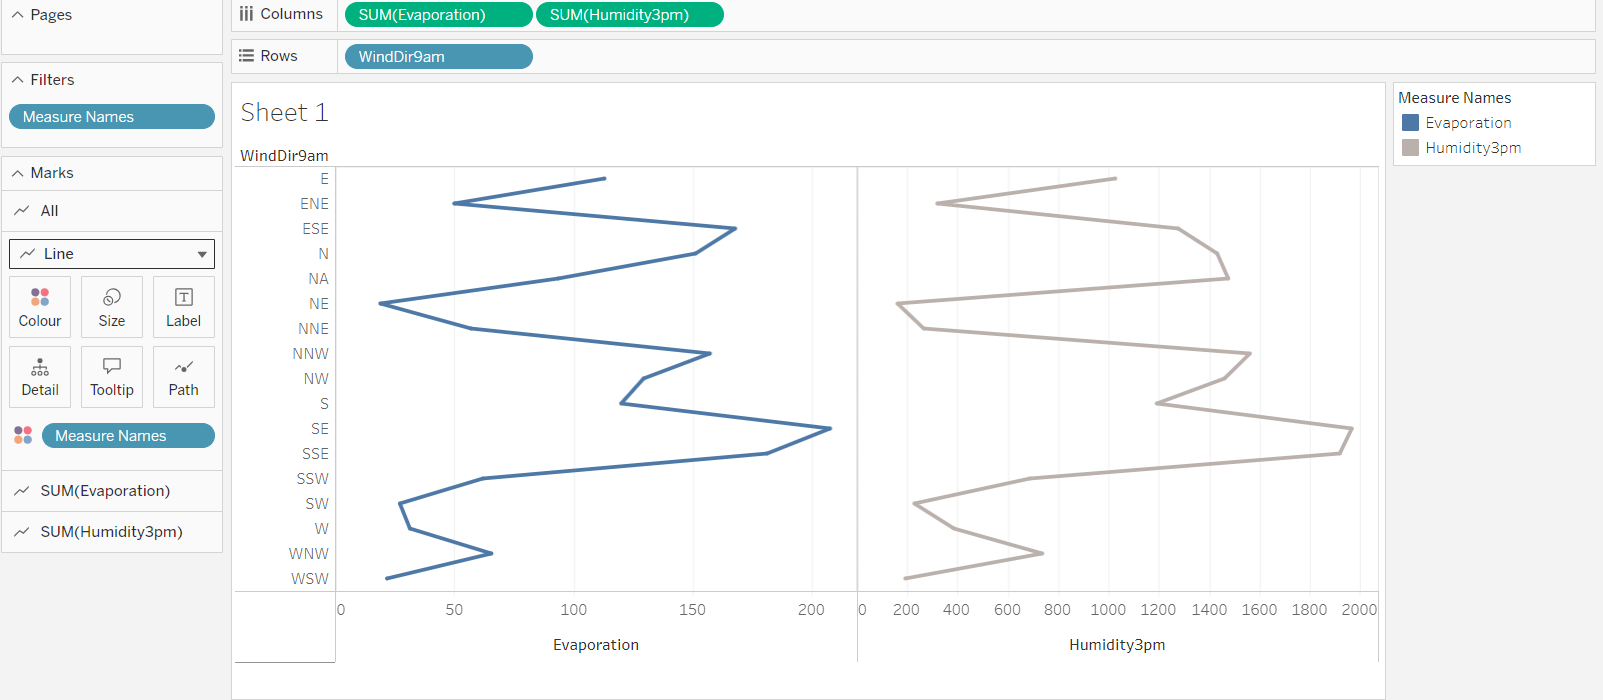 Pages
Columns
SUM(Evaporation)
SUM(Humidity3pm)
Rows
WindDir9am
Filters
Measure Names
Marks
All
Line
Colour
Size
Label
Detail
Tooltip
Path
Measure Names
SUM(Evaporation)
SUM(Humidity3pm)
Sheet 1
WindDir9am
E
ENE
ESE
N
NA
NE
NNE
NNW
NW
S
SE
SSE
SSW
SW
W
WNW
WSW
0 50 100 150 200
0 200 400 600 800 1000 1200 1400 1600 1800 2000
Evaporation
Humidity3pm
Measure Names
Evaporation
Humidity3pm